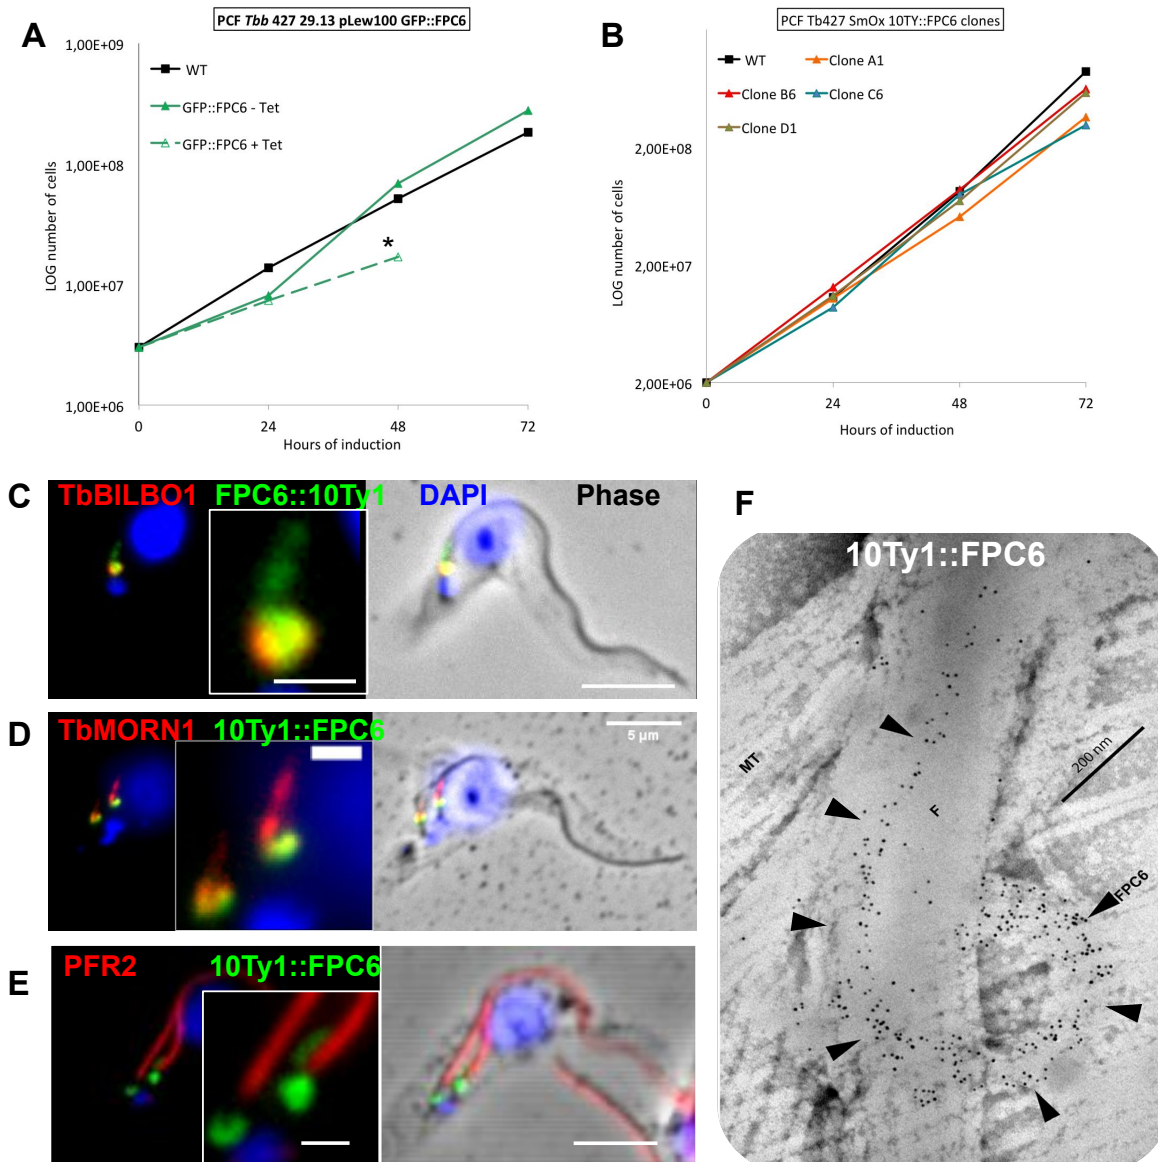 A
PCF Tbb 427 29.13 pLew100 GFP::FPC6
1,00E+09
1,00E+08
1,00E+07
1,00E+06
LOG number of cells
WT
GFP::FPC6 - Tet
GFP::FPC6 + Tet
*
0 24 48 72
Hours of induction
B
PCF Tb427 SmOx 10TY::FPC6 clones
WT
Clone A1
Clone B6
Clone C6
Clone D1
2,00E+08
2,00E+07
2,00E+06
LOG number of cells
0 24 48 72
Hours of induction
C
TbBILBO1 FPC6::10Ty1 DAPI Phase
D
TbMORN1 10Ty1::FPC6
5 µm
E
PFR2 10Ty1::FPC6
F
10Ty1::FPC6
MT
F
200 nm
FPC6